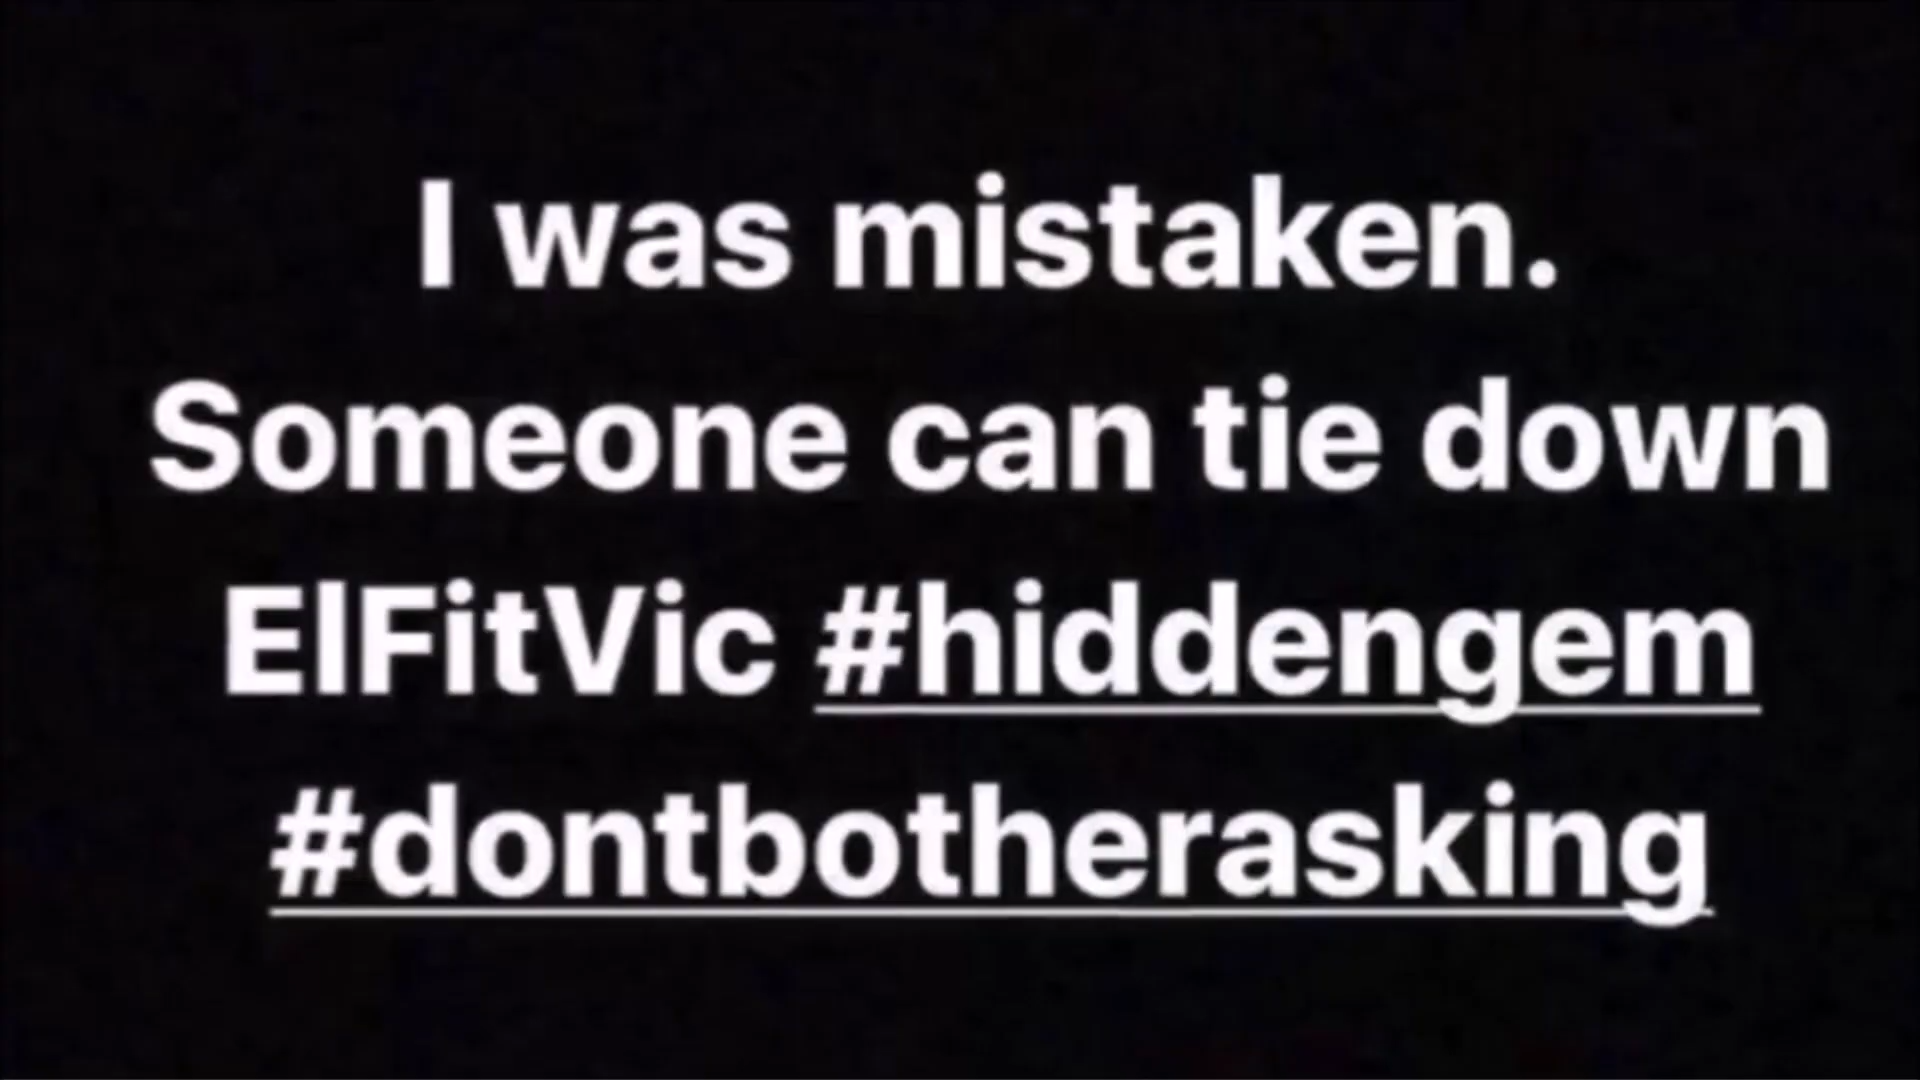 I was mistaken.
Someone can tie down
ElFitVic #hiddengem
#dontbotherasking